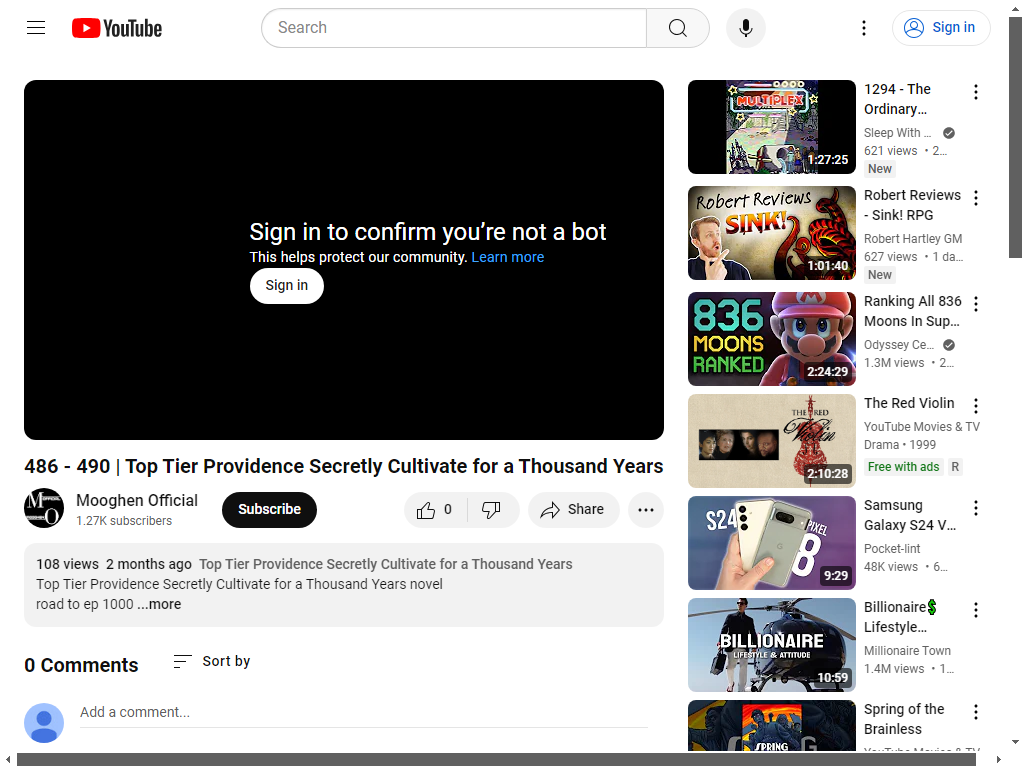 YouTube
Search
Sign in
Sign in to confirm you're not a bot
This helps protect our community. Learn more
Sign in
486 - 490 | Top Tier Providence Secretly Cultivate for a Thousand Years
Mooghen Official
1.27K subscribers
Subscribe
0
Share
108 views 2 months ago Top Tier Providence Secretly Cultivate for a Thousand Years
Top Tier Providence Secretly Cultivate for a Thousand Years novel
road to ep 1000 ...more
0 Comments
Sort by
Add a comment...
MULTIPLEX
1:27:25
1294 - The
Ordinary...
Sleep With ...
621 views • 2...
New
Robert Reviews
SINK!
1:01:40
Robert Reviews
- Sink! RPG
Robert Hartley GM
627 views • 1 da...
New
836
MOONS
RANKED
2:24:29
Ranking All 836
Moons In Sup...
Odyssey Ce...
1.3M views • 2...
THE RED
Violin
2:10:28
The Red Violin
YouTube Movies & TV
Drama • 1999
Free with ads R
S24
PIXEL
8
9:29
Samsung
Galaxy S24 V...
Pocket-lint
48K views • 6...
BILLIONAIRE
LIFESTYLE & ATTITUDE
10:59
Billionaire💲
Lifestyle...
Millionaire Town
1.4M views • 1...
SPRING
Spring of the
Brainless
YouTube Movies & TV